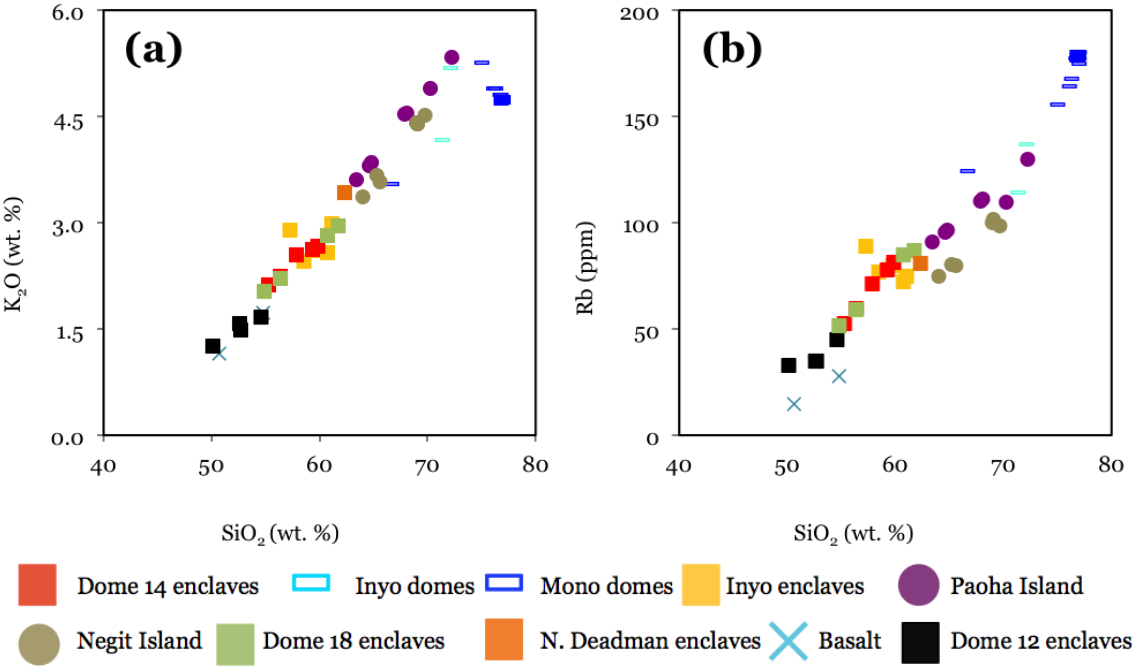 (a)
6.0
4.5
3.0
1.5
0.0
40 50 60 70 80
K₂O (wt. %)
SiO₂ (wt. %)
(b)
200
150
100
50
0
40 50 60 70 80
Rb (ppm)
SiO₂ (wt. %)
Dome 14 enclaves Inyo domes Mono domes Inyo enclaves Paoha Island
Negit Island Dome 18 enclaves N. Deadman enclaves Basalt Dome 12 enclaves